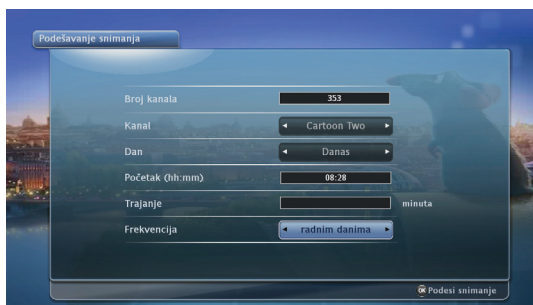 Podešavanje snimanja
Broj kanala 353
Kanal Cartoon Two
Dan Danas
Početak (hh:mm) 08:28
Trajanje minuta
Frekvencija radnim danima
OK Podesi snimanje